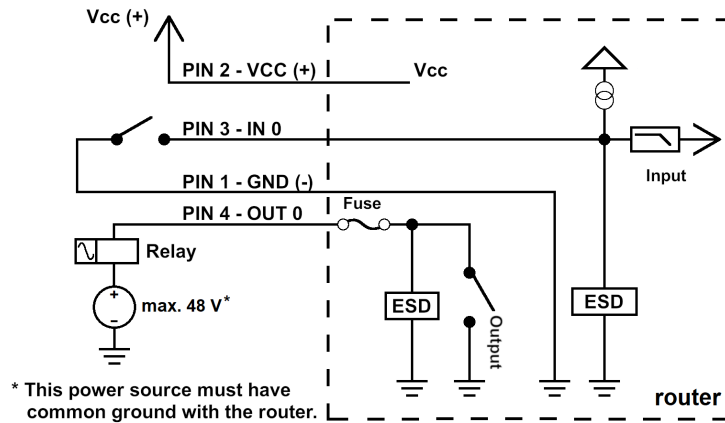 Vcc (+)
PIN 2 - VCC (+)
Vcc
PIN 3 - IN 0
Input
PIN 1 - GND (-)
PIN 4 - OUT 0
Fuse
Relay
+
max. 48 V*
−
ESD
Output
ESD
* This power source must have
common ground with the router.
router